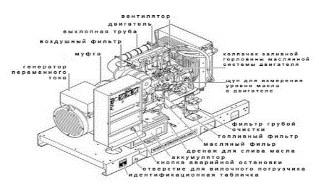 вентилятор
двигатель
выхлопная труба
воздушный фильтр
муфта
генератор
переменного
тока
колпачок заливной
горловины масляной
системы двигателя
щуп для измерения
уровня масла
в двигателе
фильтр грубой
очистки
топливный фильтр
масляный фильр
дренаж для слива масла
аккумулятор
кнопка аварийной остановки
отверстие для вилочного погрузчика
идентификационная табличка